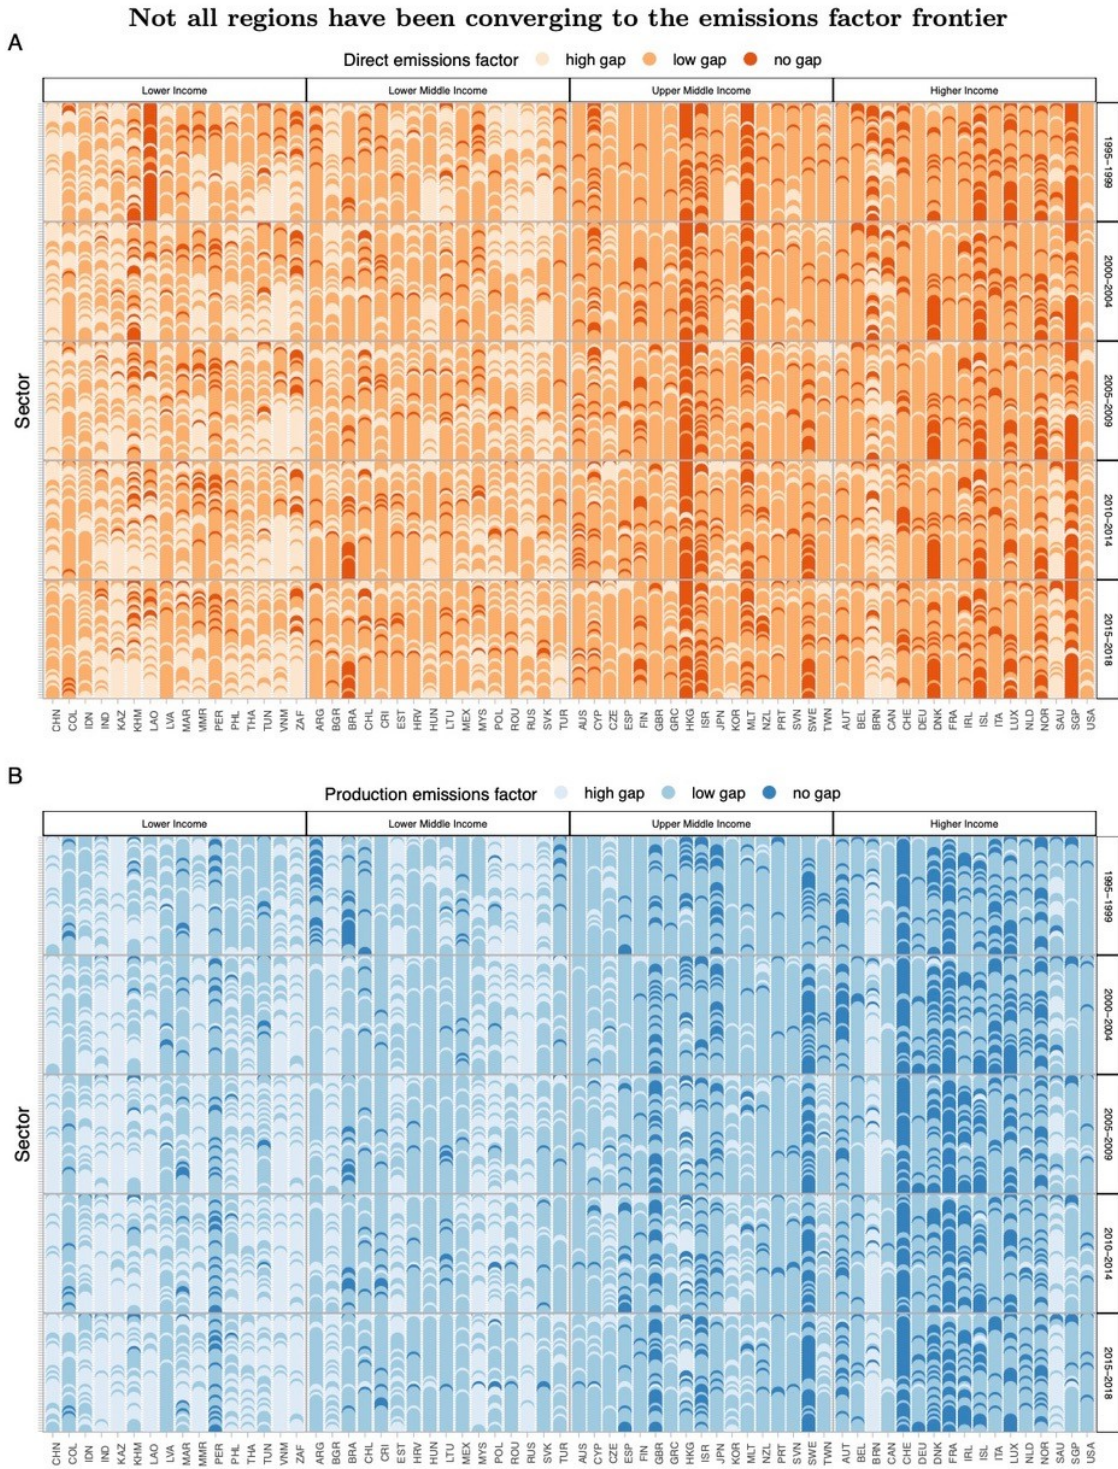 Not all regions have been converging to the emissions factor frontier
A
Direct emissions factor high gap low gap no gap
Lower Income Lower Middle Income Upper Middle Income Higher Income
1995–1999
2000–2004
Sector
2005–2009
2010–2014
2015–2018
CHN COL IDN IND KAZ KHM LAO LVA MAR MMR PER PHL THA TUN VNM ZAF ARG BGR BRA CHL CRI EST HRV HUN LTU MEX MYS POL ROU RUS SVK TUR AUS CYP CZE ESP FIN GBR GRC HKG ISR JPN KOR MLT NZL PRT SVN SWE TWN AUT BEL BRN CAN CHE DEU DNK FRA IRL ISL ITA LUX NLD NOR SAU SGP USA
B
Production emissions factor high gap low gap no gap
Lower Income Lower Middle Income Upper Middle Income Higher Income
1995–1999
2000–2004
Sector
2005–2009
2010–2014
2015–2018
CHN COL IDN IND KAZ KHM LAO LVA MAR MMR PER PHL THA TUN VNM ZAF ARG BGR BRA CHL CRI EST HRV HUN LTU MEX MYS POL ROU RUS SVK TUR AUS CYP CZE ESP FIN GBR GRC HKG ISR JPN KOR MLT NZL PRT SVN SWE TWN AUT BEL BRN CAN CHE DEU DNK FRA IRL ISL ITA LUX NLD NOR SAU SGP USA